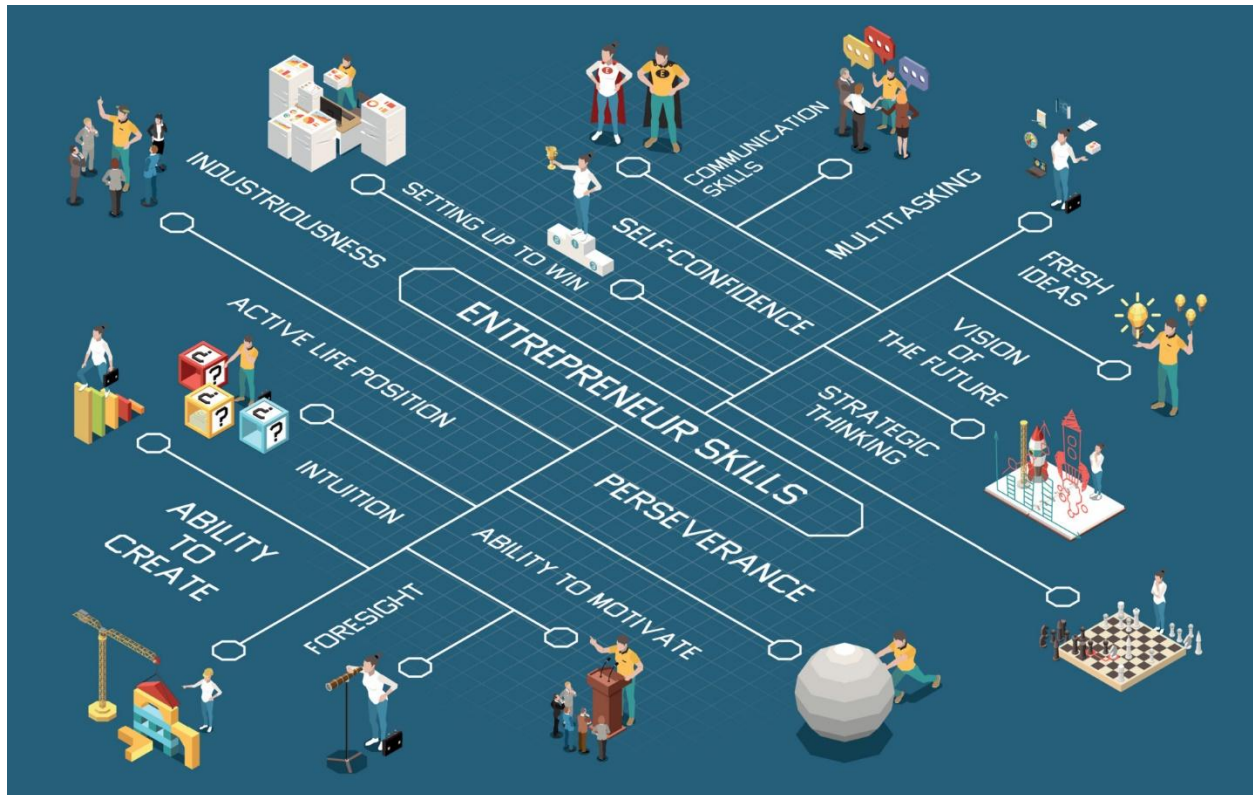 COMMUNICATION
SKILLS
INDUSTRIOUSNESS
SETTING UP TO WIN
SELF-CONFIDENCE
MULTITASKING
FRESH
IDEAS
ENTREPRENEUR SKILLS
ACTIVE LIFE POSITION
VISION
OF
THE FUTURE
STRATEGIC
THINKING
INTUITION
PERSEVERANCE
ABILITY
TO
CREATE
ABILITY TO MOTIVATE
FORESIGHT